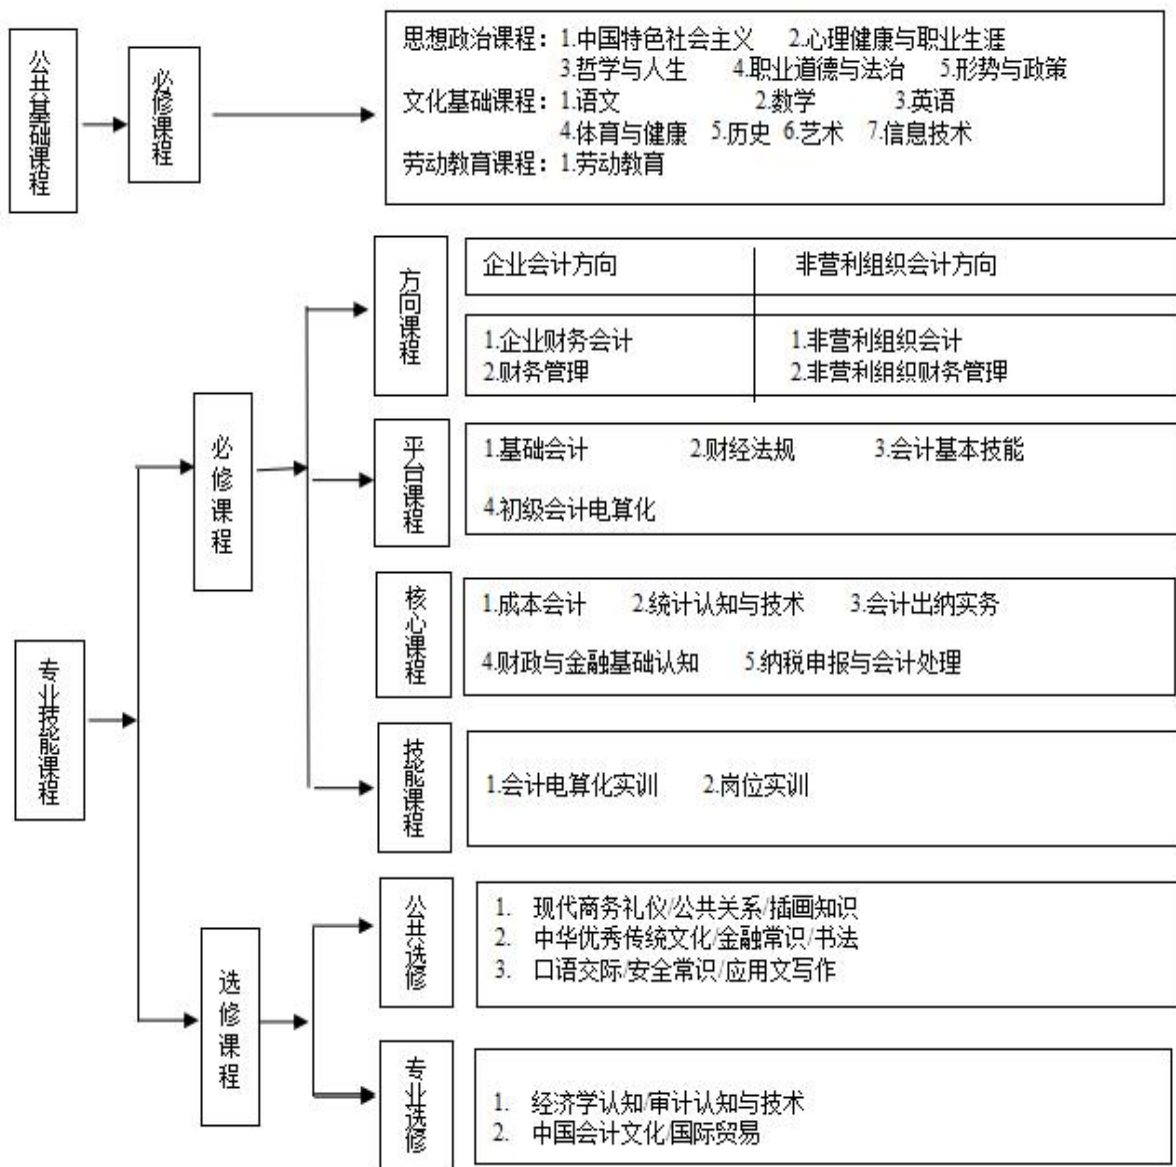 公共基础课程
必修课程
思想政治课程：1.中国特色社会主义 2.心理健康与职业生涯
3.哲学与人生 4.职业道德与法治 5.形势与政策
文化基础课程：1.语文 2.数学 3.英语
4.体育与健康 5.历史 6.艺术 7.信息技术
劳动教育课程：1.劳动教育
专业技能课程
必修课程
方向课程
企业会计方向 非营利组织会计方向
1.企业财务会计 1.非营利组织会计
2.财务管理 2.非营利组织财务管理
平台课程
1.基础会计 2.财经法规 3.会计基本技能
4.初级会计电算化
核心课程
1.成本会计 2.统计认知与技术 3.会计出纳实务
4.财政与金融基础认知 5.纳税申报与会计处理
技能课程
1.会计电算化实训 2.岗位实训
选修课程
公共选修
1. 现代商务礼仪/公共关系/插画知识
2. 中华优秀传统文化/金融常识/书法
3. 口语交际/安全常识/应用文写作
专业选修
1. 经济学认知/审计认知与技术
2. 中国会计文化/国际贸易